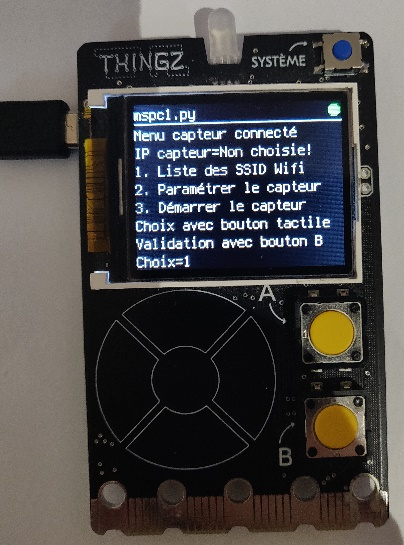 THINGZ
SYSTÈME
mspc1.py
Menu capteur connecté
IP capteur=Non choisie!
1. Liste des SSID Wifi
2. Paramétrer le capteur
3. Démarrer le capteur
Choix avec bouton tactile
Validation avec bouton B
Choix=1
A
B